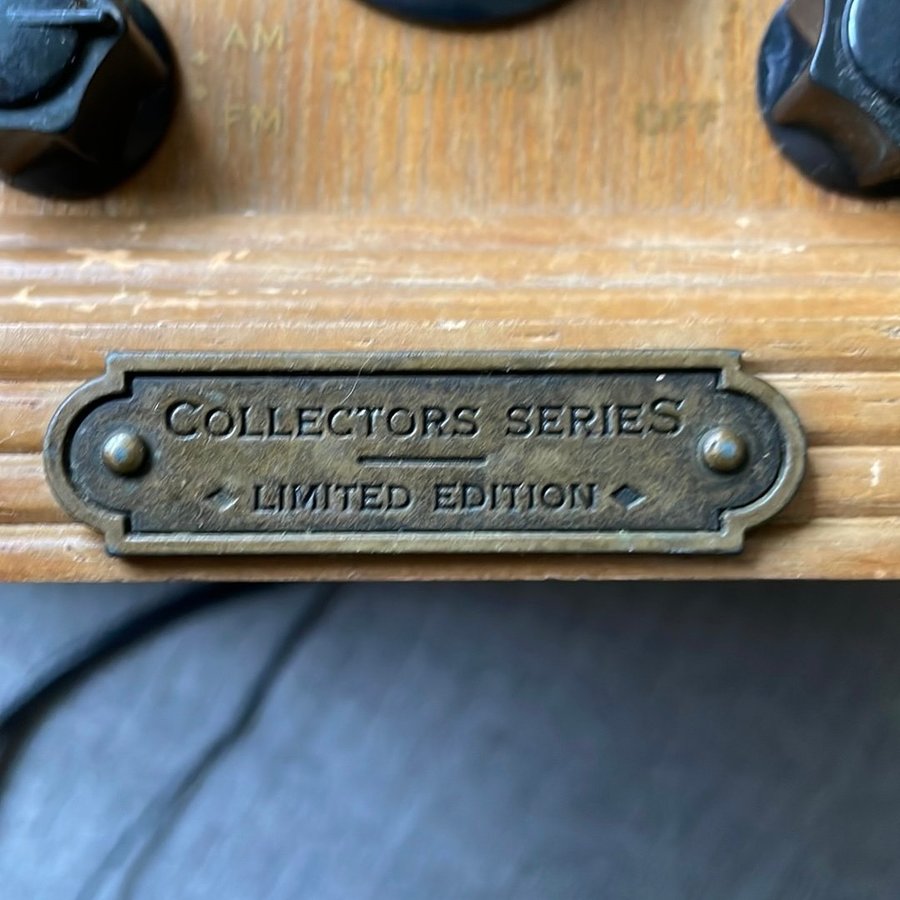 AM
TUNING
FM
OFF
COLLECTORS SERIES
LIMITED EDITION